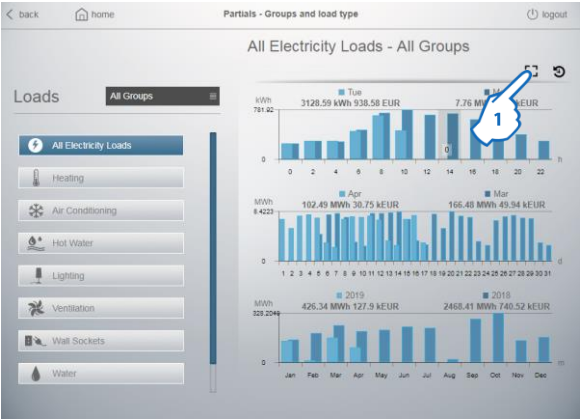 back
home
Partials - Groups and load type
logout
All Electricity Loads - All Groups
Loads
All Groups
All Electricity Loads
Heating
Air Conditioning
Hot Water
Lighting
Ventilation
Wall Sockets
Water
kWh
Tue
3128.59 kWh 938.58 EUR
7.76 kEUR
781.92
1
0
0
0 2 4 6 8 10 12 14 16 18 20 22
h
MWh
Apr
Mar
102.49 MWh 30.75 kEUR
166.48 MWh 49.94 kEUR
8.4223
0
1 2 3 4 5 6 7 8 9 10 11 12 13 14 15 16 17 18 19 20 21 22 23 24 25 26 27 28 29 30 31
d
MWh
2019
2018
426.34 MWh 127.9 kEUR
2468.41 MWh 740.52 kEUR
328.2048
0
Jan Feb Mar Apr May Jun Jul Aug Sep Oct Nov Dec
m